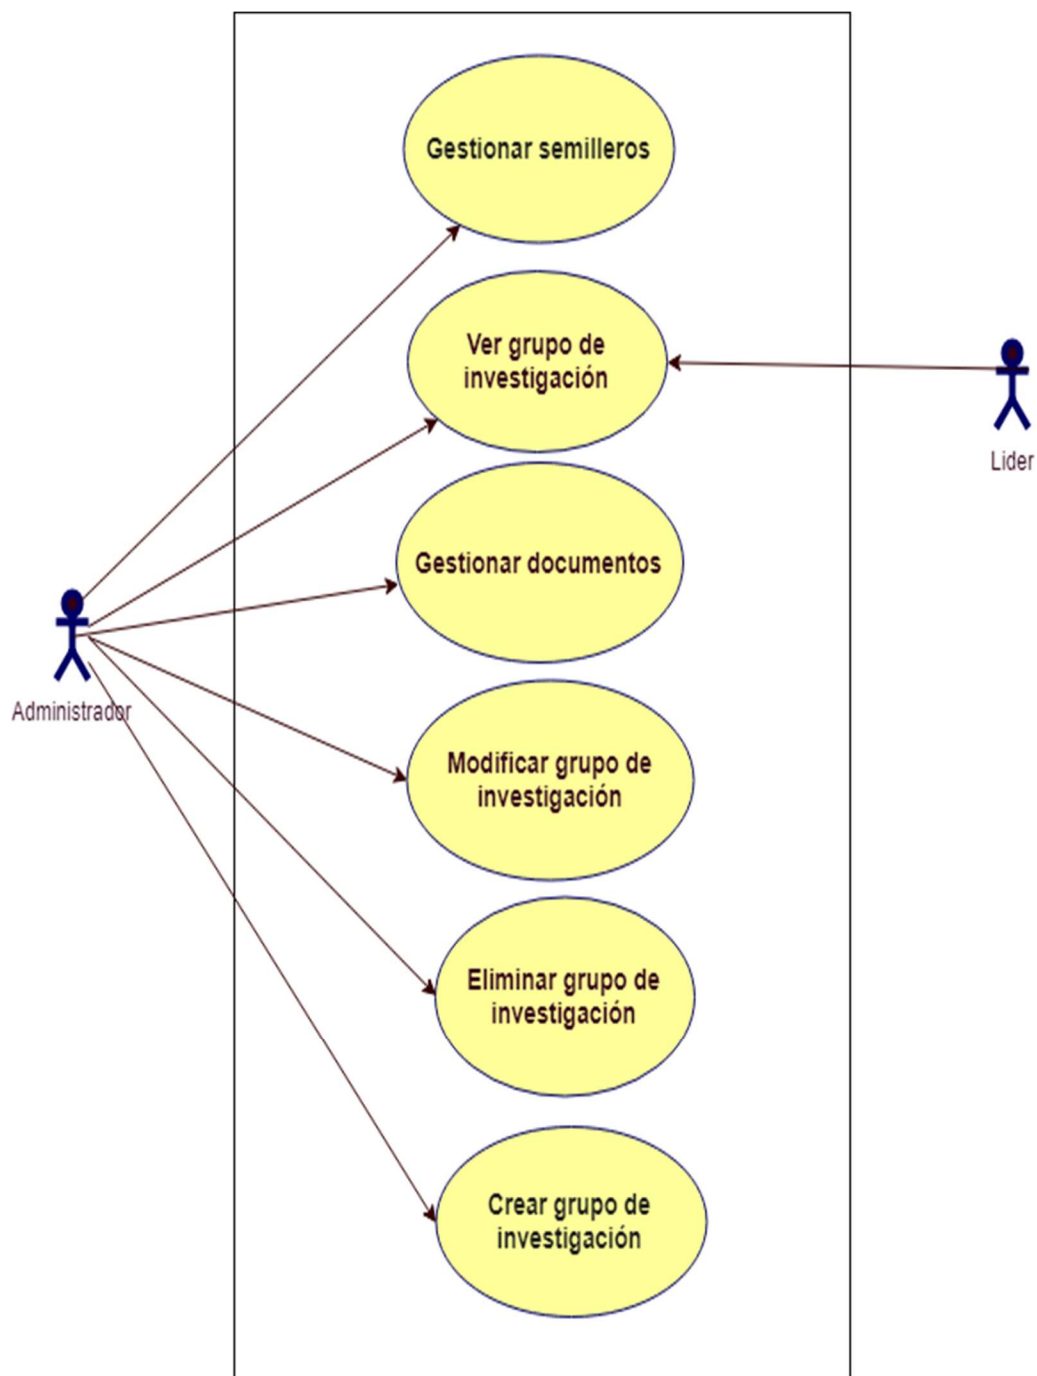 Gestionar semilleros
Ver grupo de
investigación
Lider
Gestionar documentos
Administrador
Modificar grupo de
investigación
Eliminar grupo de
investigación
Crear grupo de
investigación